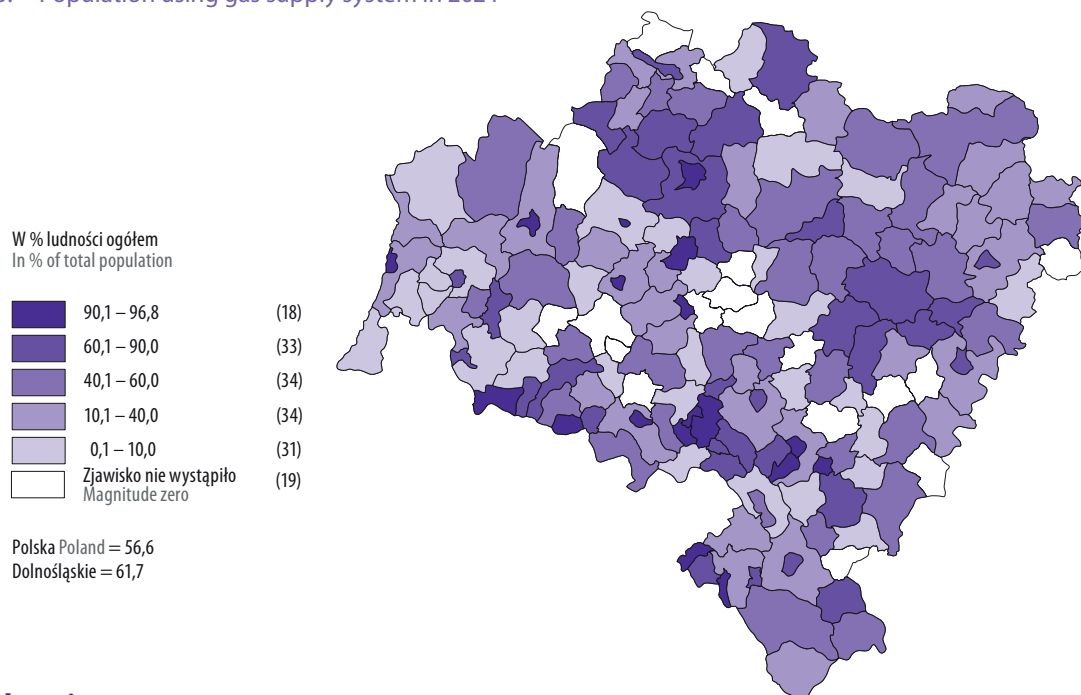 Population using gas supply system in 2024
W % ludności ogółem
In % of total population
90,1 – 96,8 (18)
60,1 – 90,0 (33)
40,1 – 60,0 (34)
10,1 – 40,0 (34)
0,1 – 10,0 (31)
Zjawisko nie wystąpiło (19)
Magnitude zero
Polska Poland = 56,6
Dolnośląskie = 61,7